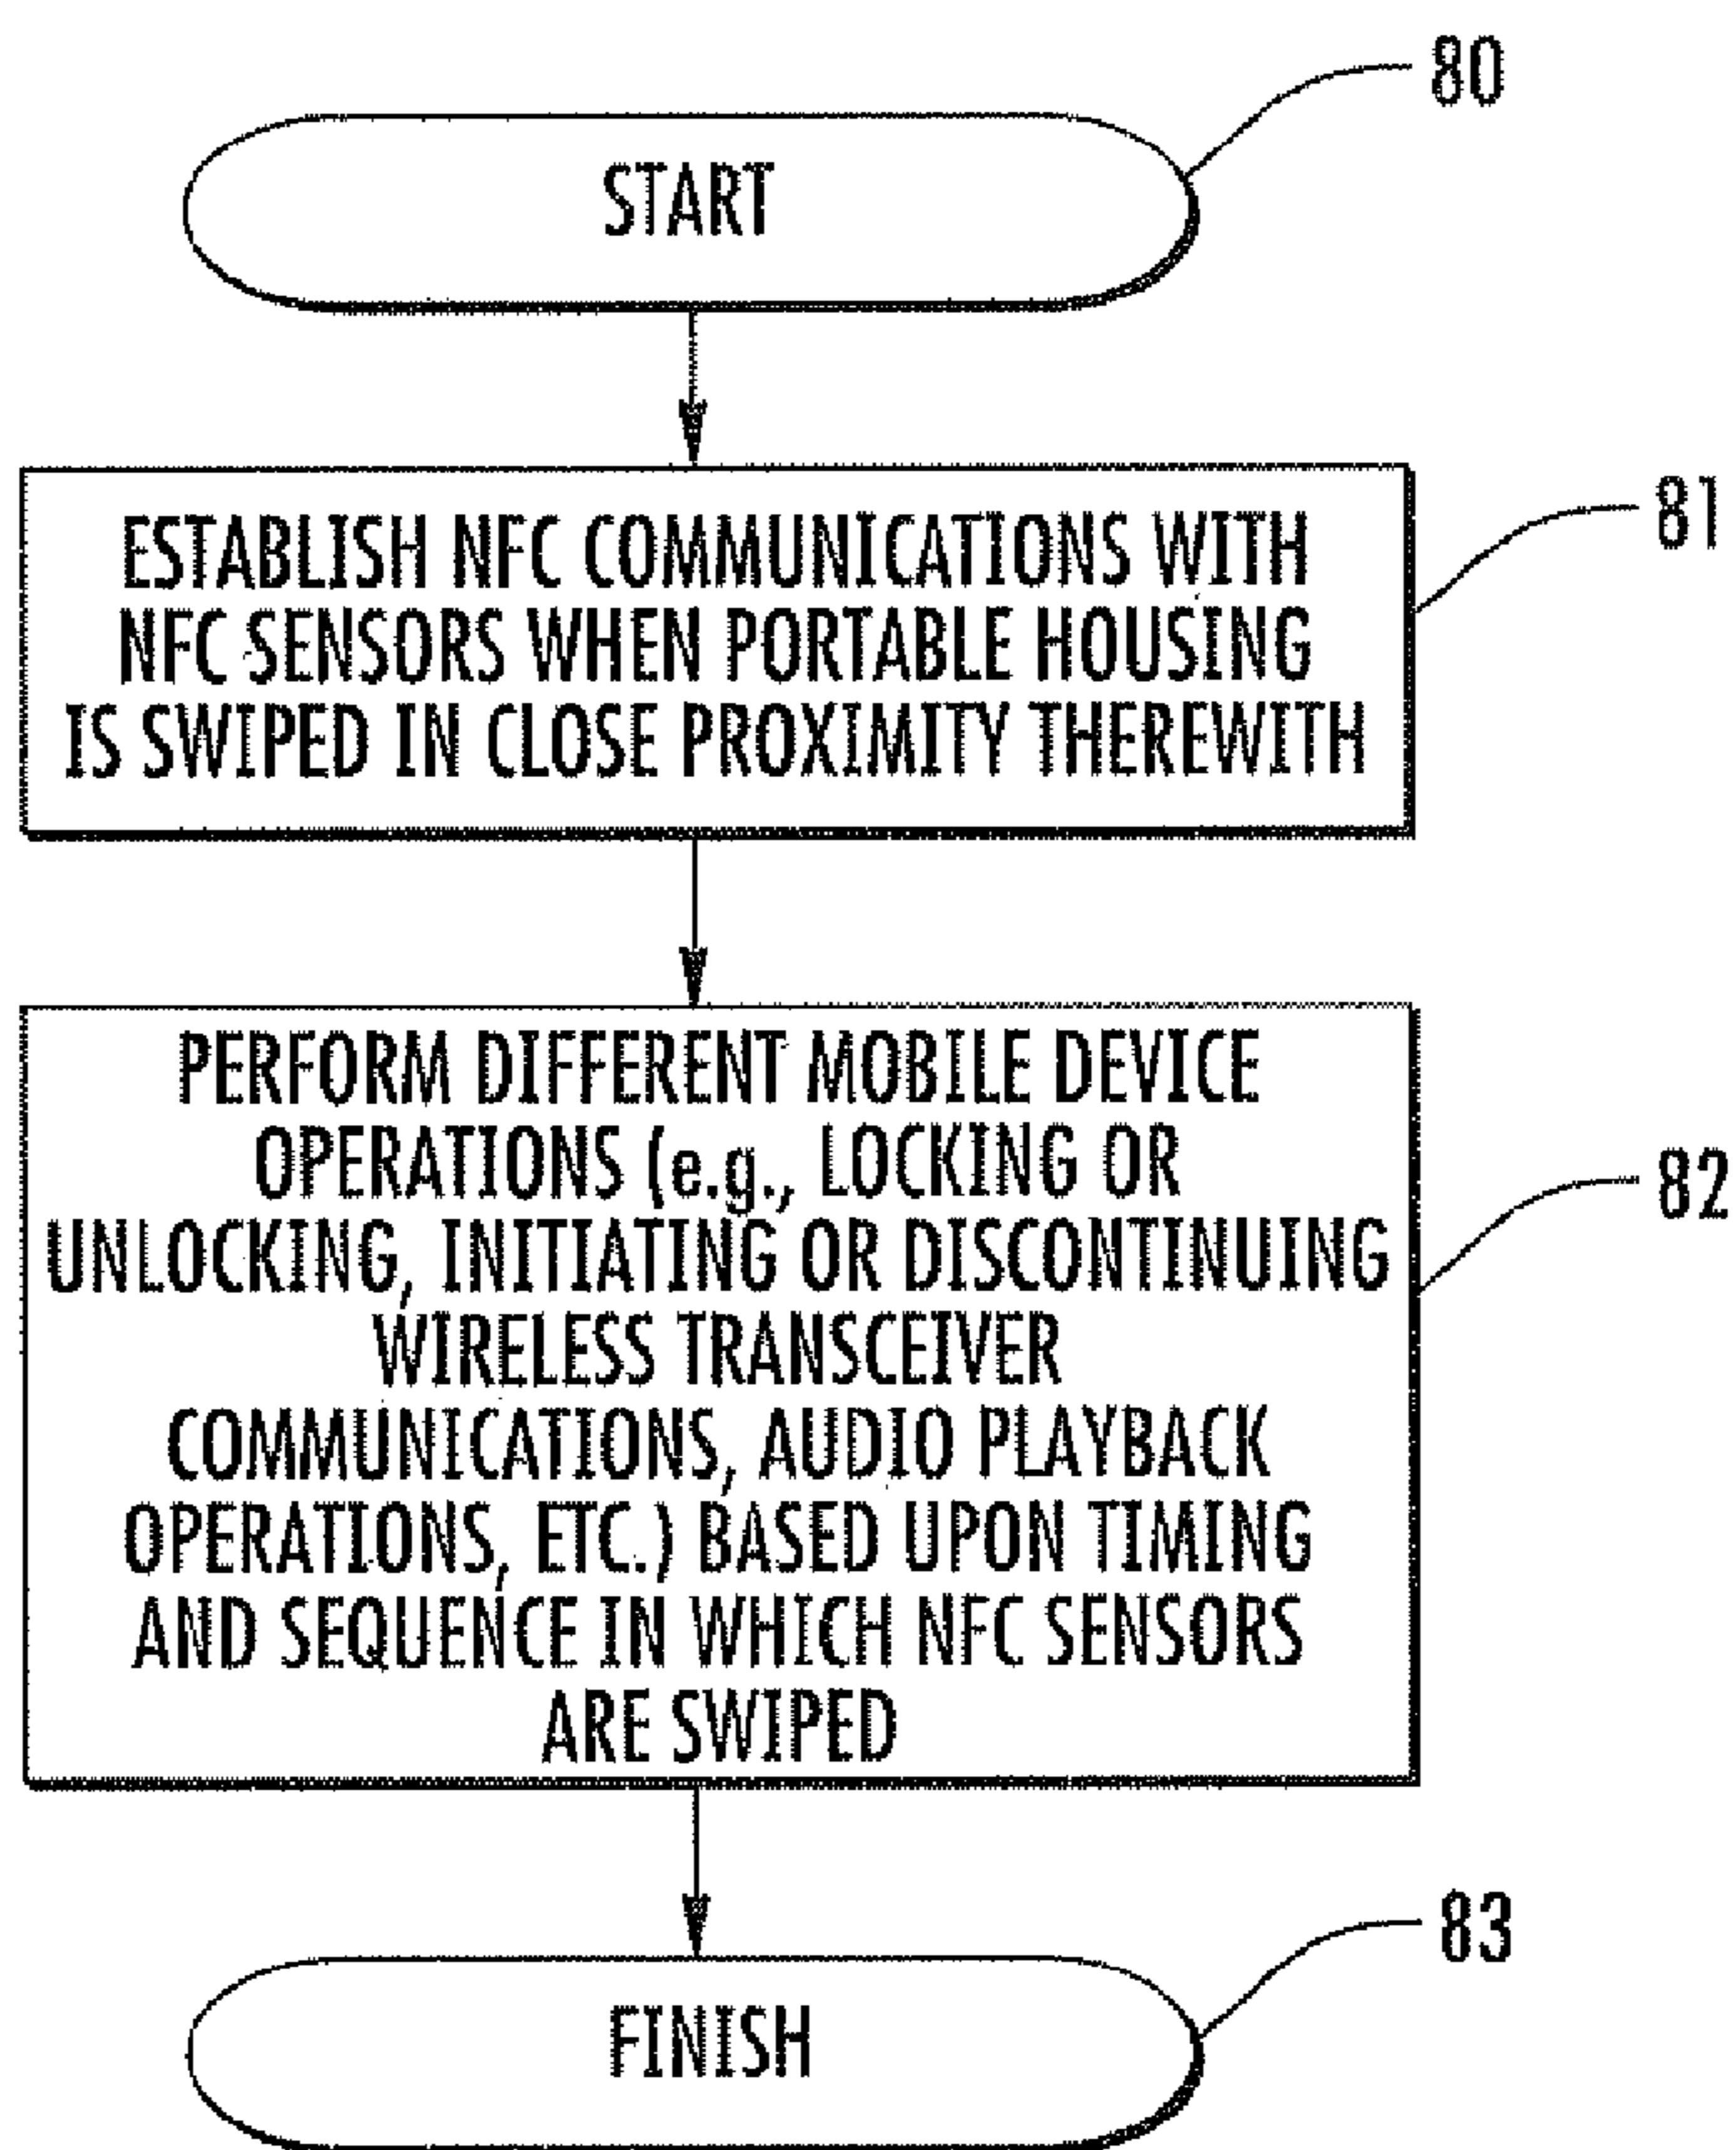 80
START
81
ESTABLISH NFC COMMUNICATIONS WITH
NFC SENSORS WHEN PORTABLE HOUSING
IS SWIPED IN CLOSE PROXIMITY THEREWITH
PERFORM DIFFERENT MOBILE DEVICE
OPERATIONS (e.g., LOCKING OR
82
UNLOCKING, INITIATING OR DISCONTINUING
WIRELESS TRANSCEIVER
COMMUNICATIONS, AUDIO PLAYBACK
OPERATIONS, ETC.) BASED UPON TIMING
AND SEQUENCE IN WHICH NFC SENSORS
ARE SWIPED
83
FINISH